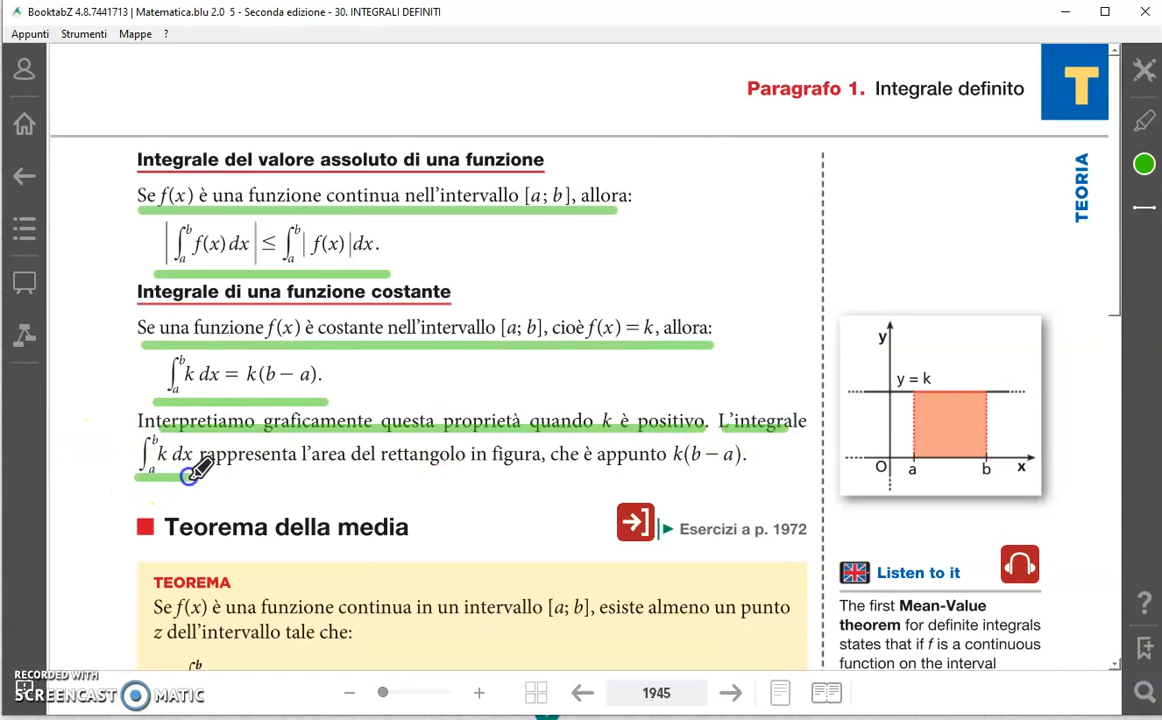 BooktabZ 4.8.7441713 | Matematica.blu 2.0 5 - Seconda edizione - 30. INTEGRALI DEFINITI
Appunti Strumenti Mappe ?
Paragrafo 1. Integrale definito
T
TEORIA
Integrale del valore assoluto di una funzione
Se f(x) è una funzione continua nell'intervallo [a; b], allora:
|∫_a^b f(x) dx| ≤ ∫_a^b |f(x)|dx.
Integrale di una funzione costante
Se una funzione f(x) è costante nell'intervallo [a; b], cioè f(x) = k, allora:
∫_a^b k dx = k(b − a).
Interpretiamo graficamente questa proprietà quando k è positivo. L'integrale
∫_a^b k dx rappresenta l'area del rettangolo in figura, che è appunto k(b − a).
y
y = k
O a b x
Teorema della media
Esercizi a p. 1972
TEOREMA
Se f(x) è una funzione continua in un intervallo [a; b], esiste almeno un punto
z dell'intervallo tale che:
b
Listen to it
The first Mean-Value
theorem for definite integrals
states that if f is a continuous
function on the interval
RECORDED WITH
SCREENCAST MATIC
1945
?